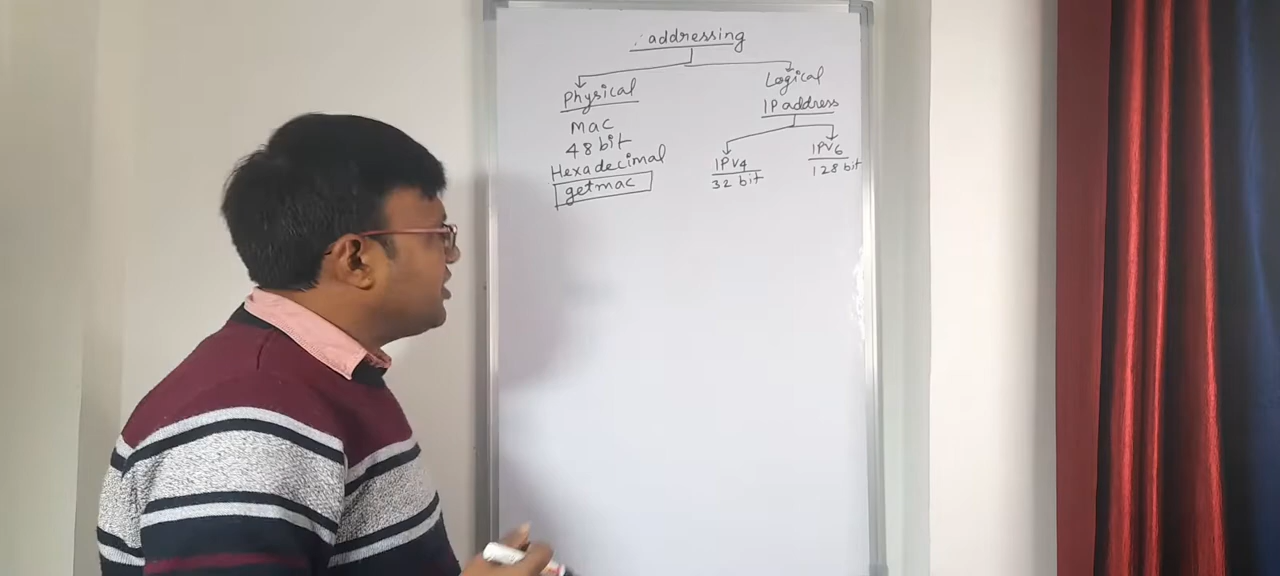 addressing
Physical
Mac
48 bit
Hexadecimal
getmac
Logical
IP address
IPV4
32 bit
IPV6
128 bit